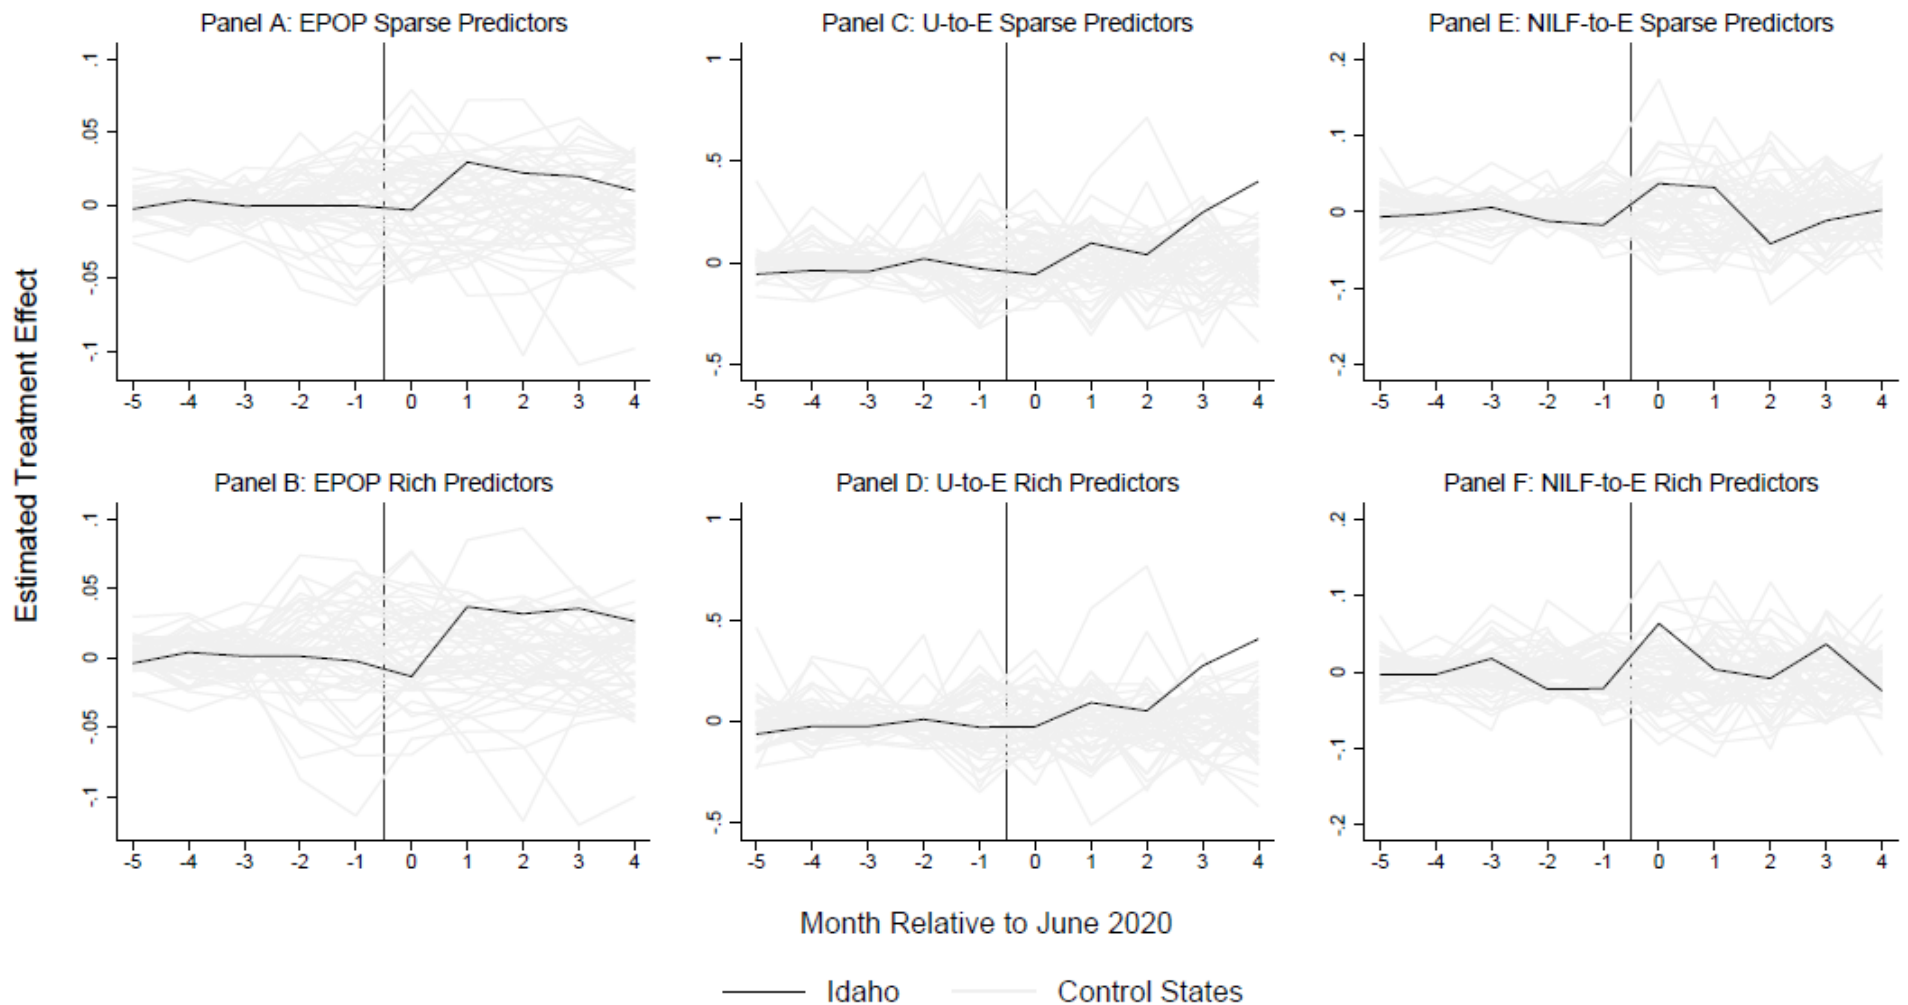 Panel A: EPOP Sparse Predictors
.1
.05
0
-.05
-.1
-5 -4 -3 -2 -1 0 1 2 3 4
Panel C: U-to-E Sparse Predictors
1
.5
0
-.5
-5 -4 -3 -2 -1 0 1 2 3 4
Panel E: NILF-to-E Sparse Predictors
.2
.1
0
-.1
-.2
-5 -4 -3 -2 -1 0 1 2 3 4
Estimated Treatment Effect
Panel B: EPOP Rich Predictors
.1
.05
0
-.05
-.1
-5 -4 -3 -2 -1 0 1 2 3 4
Panel D: U-to-E Rich Predictors
1
.5
0
-.5
-5 -4 -3 -2 -1 0 1 2 3 4
Panel F: NILF-to-E Rich Predictors
.2
.1
0
-.1
-.2
-5 -4 -3 -2 -1 0 1 2 3 4
Month Relative to June 2020
Idaho Control States